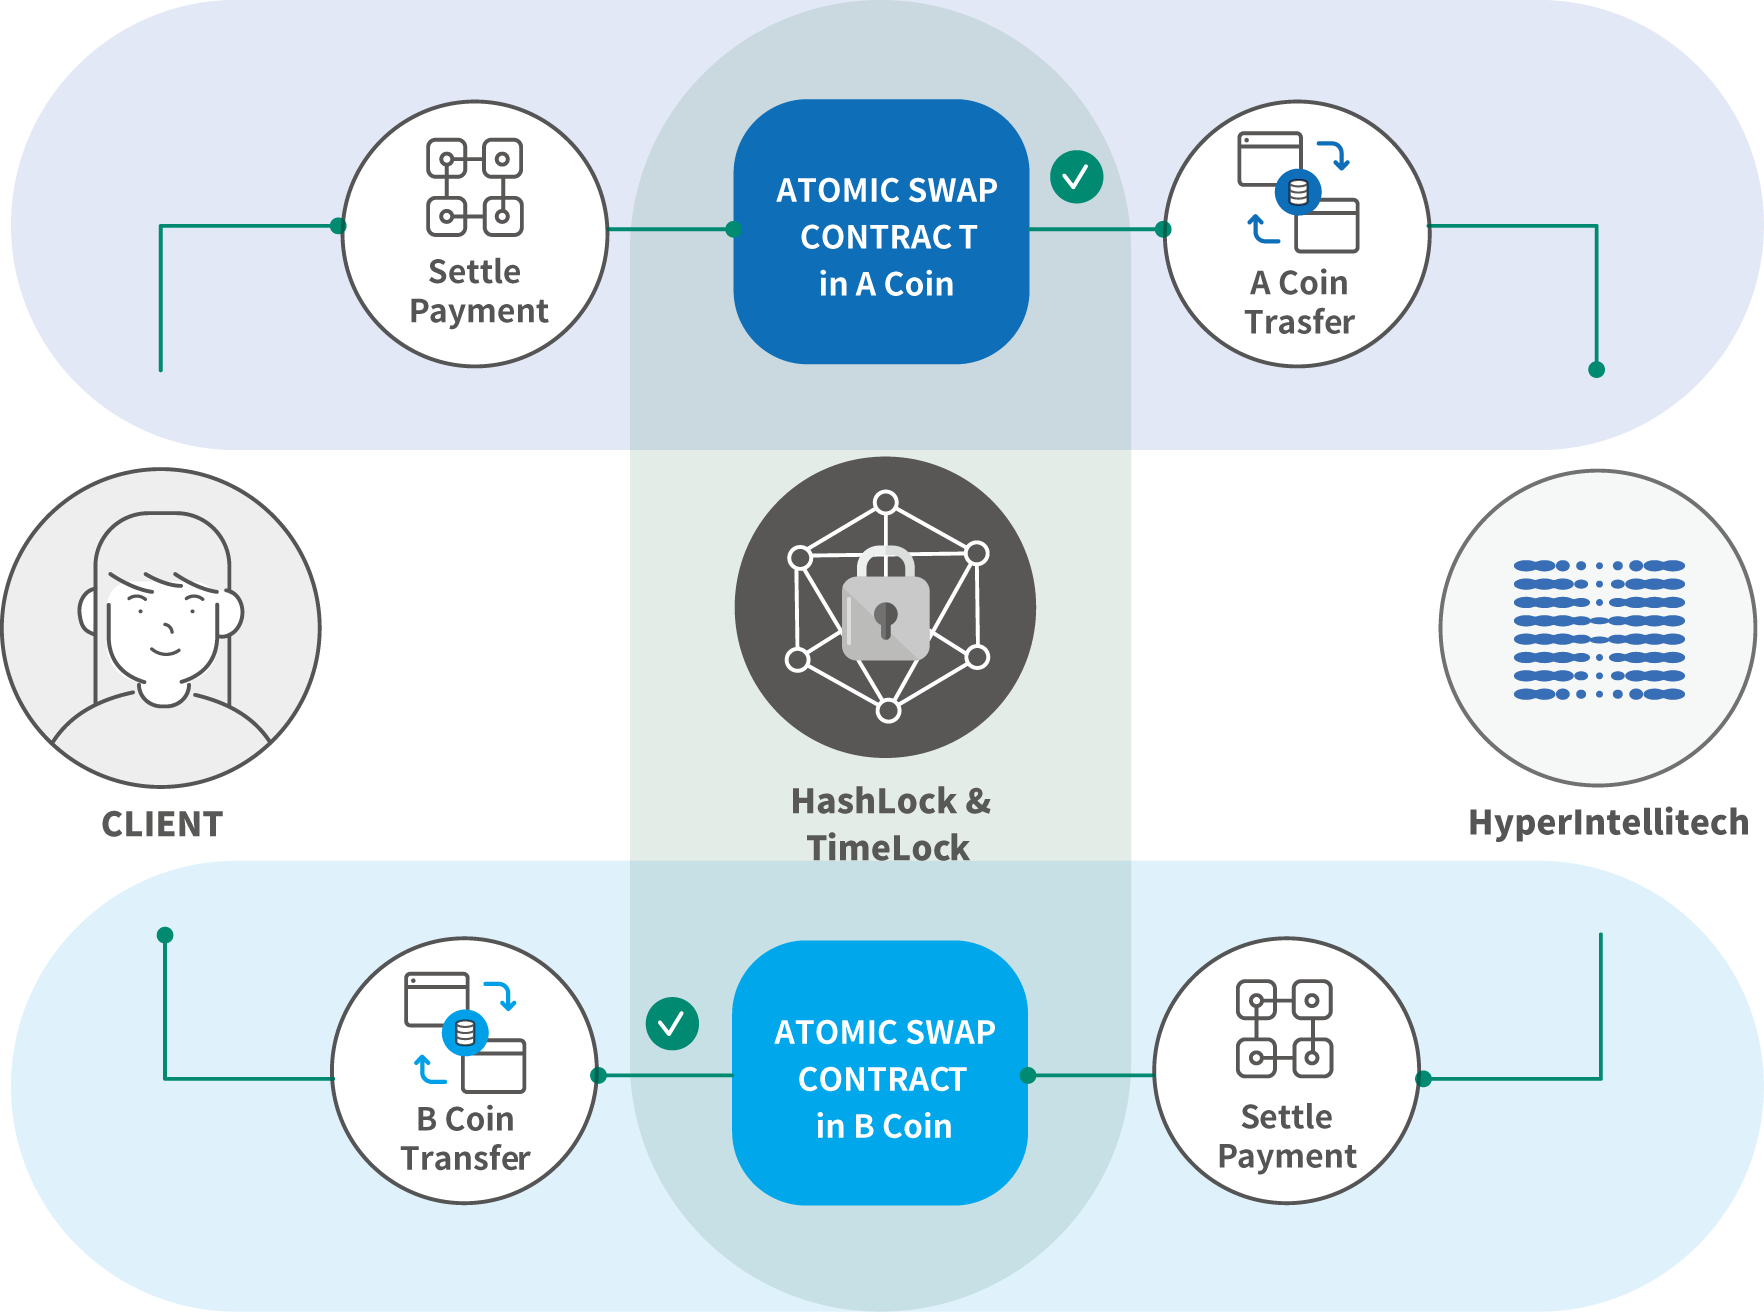 Settle
Payment
ATOMIC SWAP
CONTRAC T
in A Coin
A Coin
Trasfer
CLIENT
HashLock &
TimeLock
HyperIntellitech
B Coin
Transfer
ATOMIC SWAP
CONTRACT
in B Coin
Settle
Payment